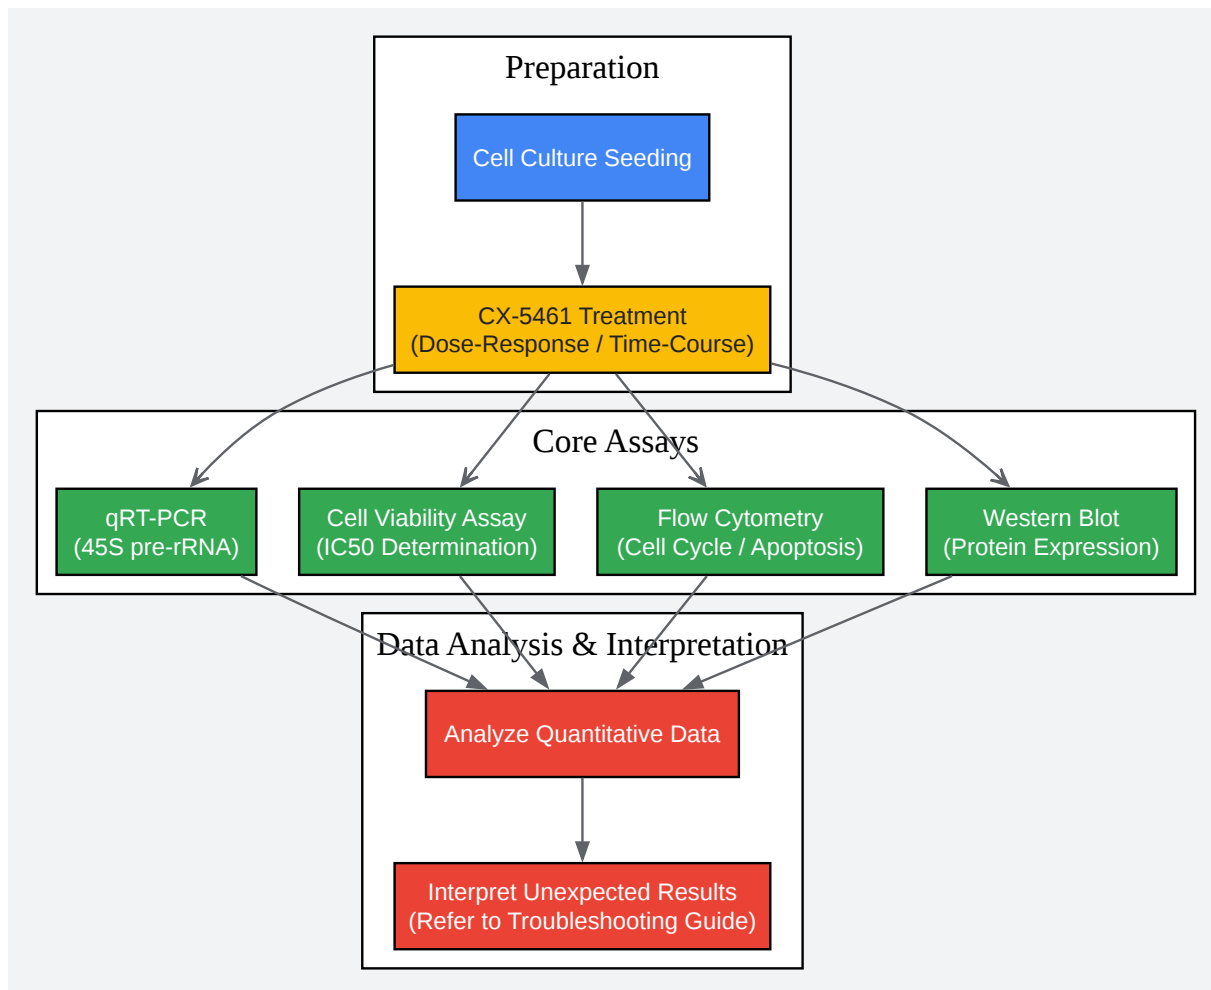 Preparation
Cell Culture Seeding
CX-5461 Treatment
(Dose-Response / Time-Course)
Core Assays
qRT-PCR
(45S pre-rRNA)
Cell Viability Assay
(IC50 Determination)
Flow Cytometry
(Cell Cycle / Apoptosis)
Western Blot
(Protein Expression)
Data Analysis & Interpretation
Analyze Quantitative Data
Interpret Unexpected Results
(Refer to Troubleshooting Guide)